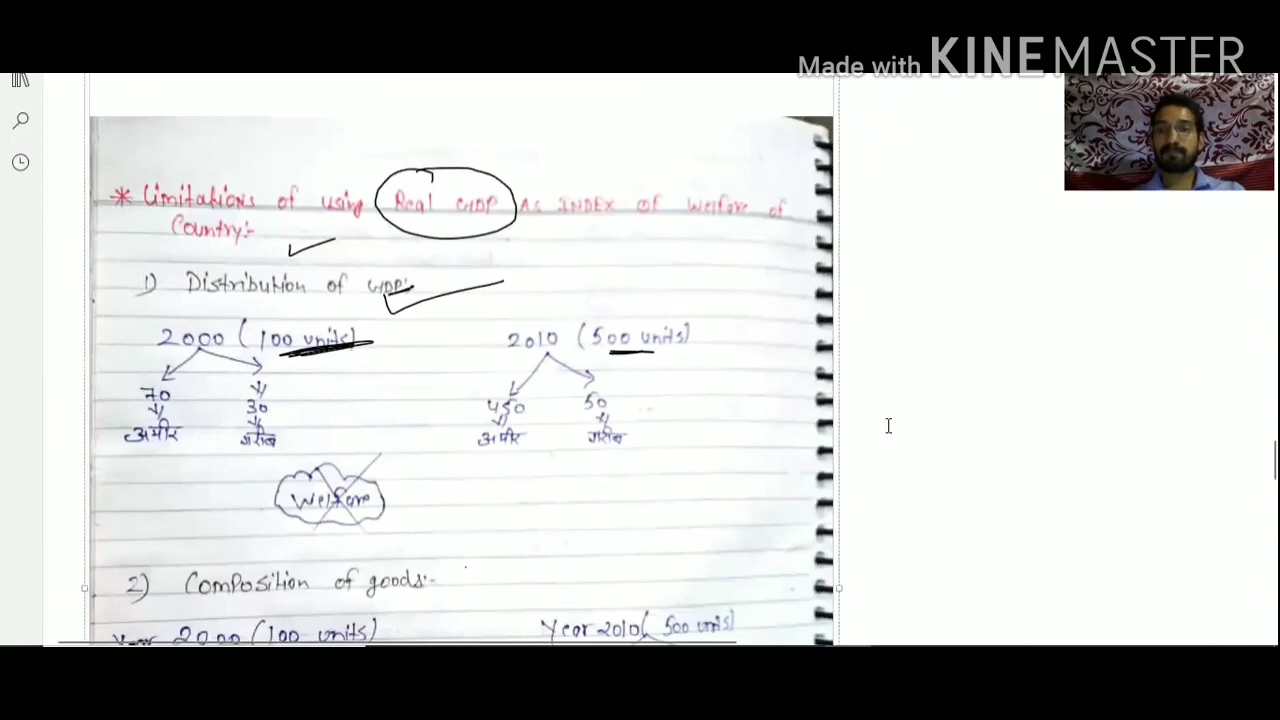 Made with KINEMASTER
* Limitations of using Real GDP AS INDEX of welfare of
Country:-
1) Distribution of GDP:
2000 (100 units) 2010 (500 units)
70 30 450 50
अमीर गरीब अमीर गरीब
Welfare
2) Composition of goods:-
Year 2000 (100 units) Year 2010( 500 units)